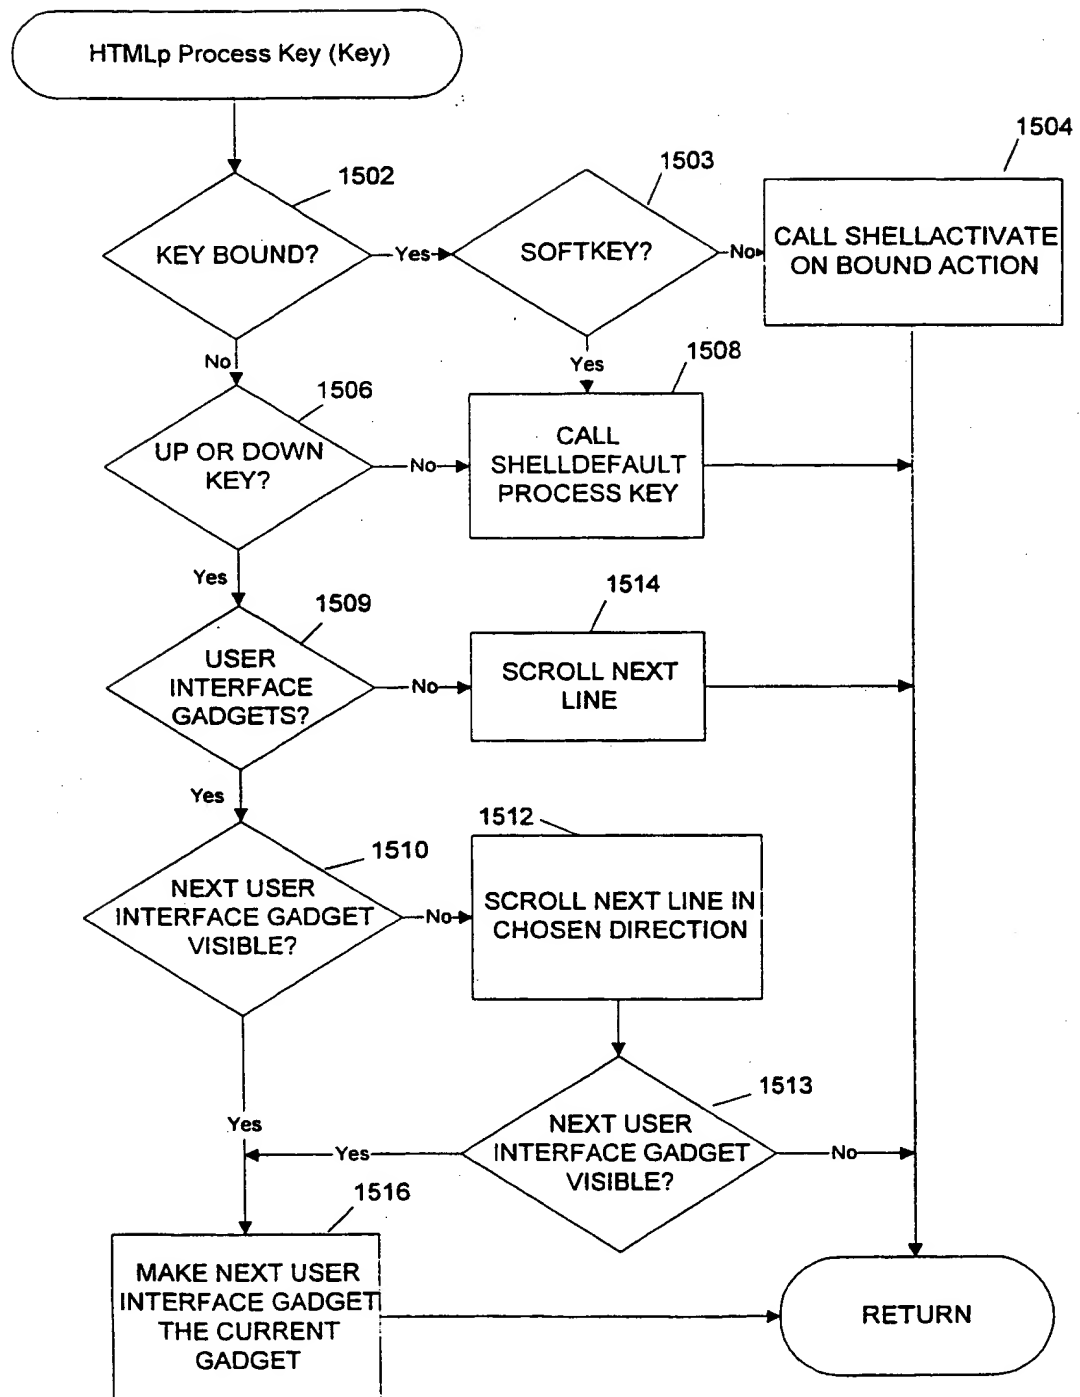 HTMLp Process Key (Key)
1502
1503
1504
KEY BOUND?
Yes
SOFTKEY?
No
CALL SHELLACTIVATE
ON BOUND ACTION
No
Yes
1506
1508
UP OR DOWN
KEY?
No
CALL
SHELLDEFAULT
PROCESS KEY
Yes
1509
1514
USER
INTERFACE
GADGETS?
No
SCROLL NEXT
LINE
Yes
1510
1512
NEXT USER
INTERFACE GADGET
VISIBLE?
No
SCROLL NEXT LINE IN
CHOSEN DIRECTION
1513
Yes
NEXT USER
INTERFACE GADGET
VISIBLE?
Yes
No
1516
MAKE NEXT USER
INTERFACE GADGET
THE CURRENT
GADGET
RETURN